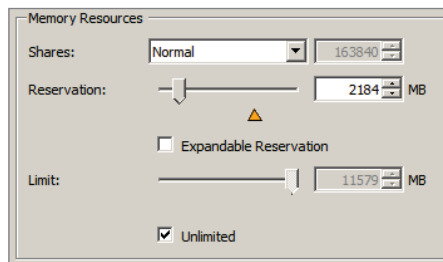 Memory Resources
Shares: Normal 163840
Reservation: 2184 MB
Expandable Reservation
Limit: 11579 MB
Unlimited